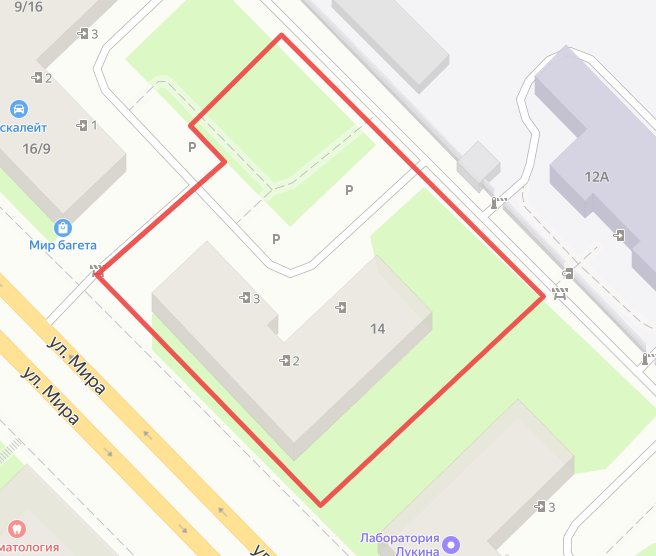 9/16
3
2
скалейт
1
16/9
12А
Р
Р
Мир багета
Р
3
14
2
ул. Мира
ул. Мира
3
Лаборатория
Лукина
матология
ул.